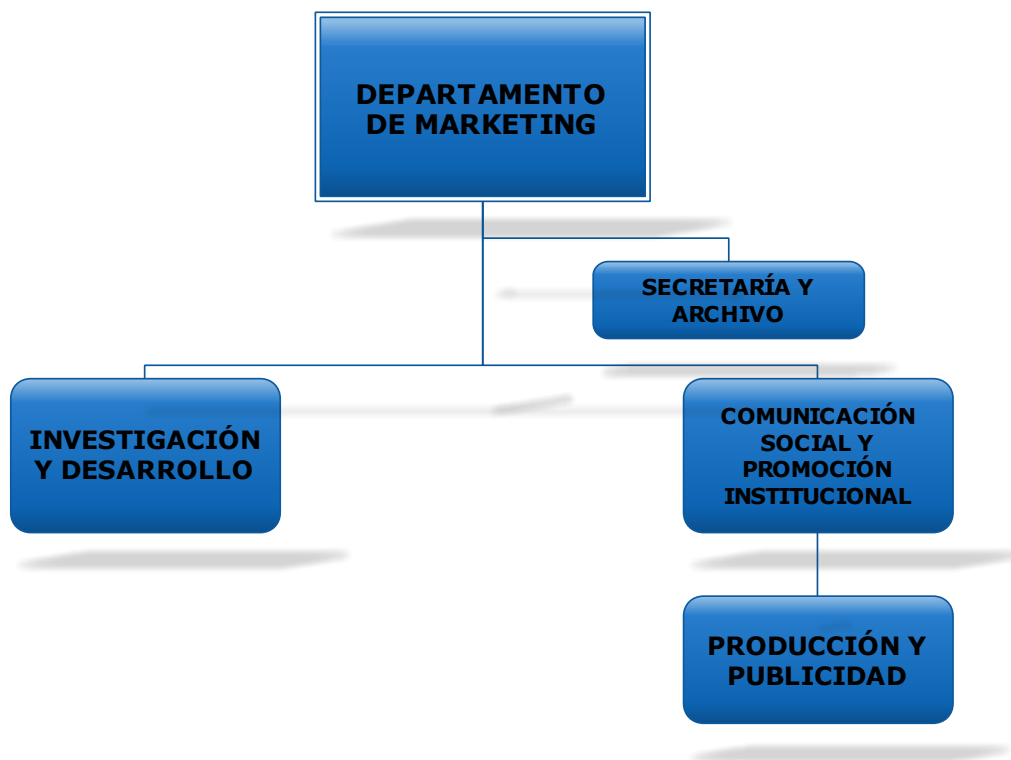 DEPARTAMENTO
DE MARKETING
SECRETARÍA Y
ARCHIVO
INVESTIGACIÓN
Y DESARROLLO
COMUNICACIÓN
SOCIAL Y
PROMOCIÓN
INSTITUCIONAL
PRODUCCIÓN Y
PUBLICIDAD